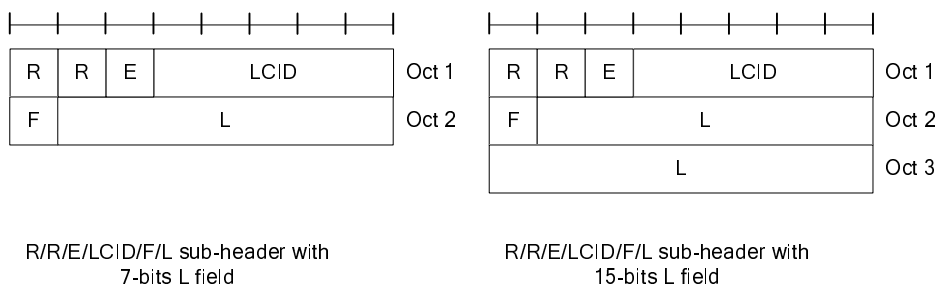 R R E LCID Oct 1
F L Oct 2
R/R/E/LCID/F/L sub-header with
7-bits L field
R R E LCID Oct 1
F L Oct 2
L Oct 3
R/R/E/LCID/F/L sub-header with
15-bits L field